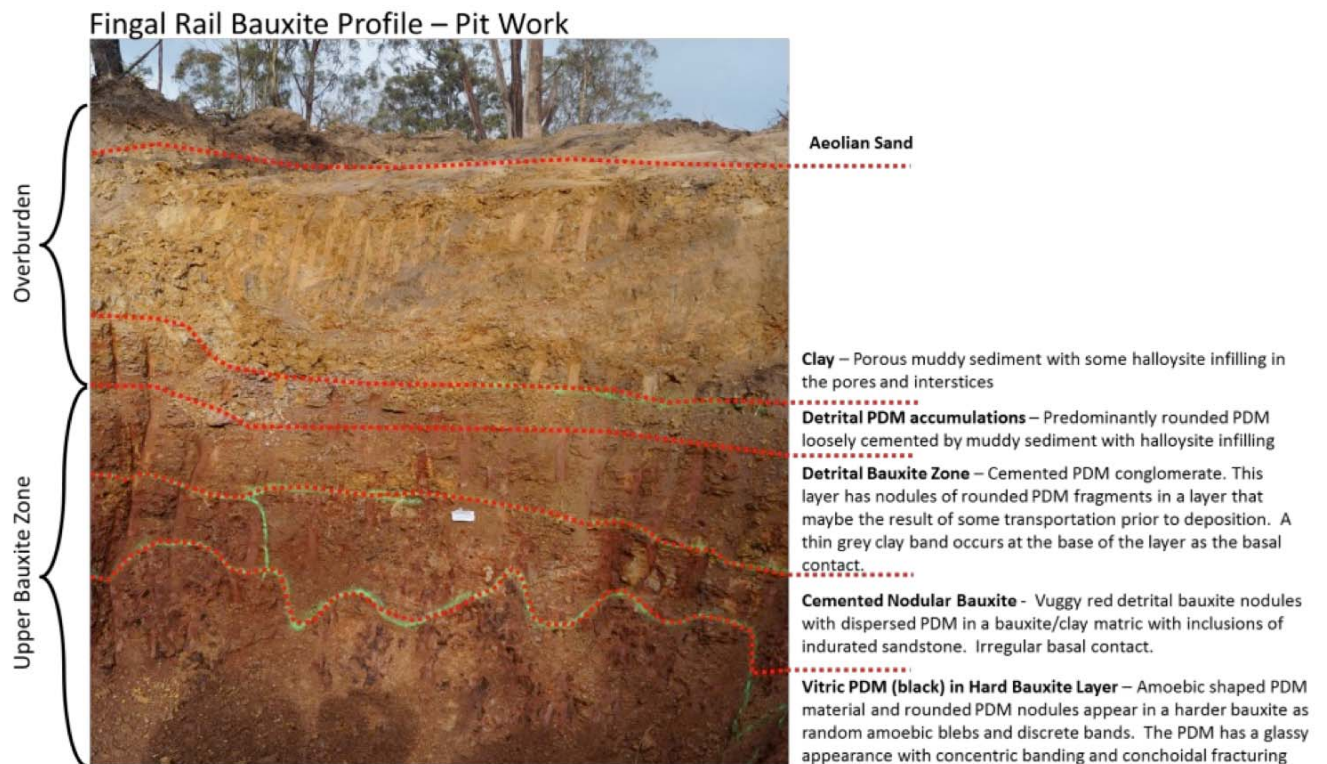 Fingal Rail Bauxite Profile – Pit Work
Overburden
Upper Bauxite Zone
Aeolian Sand
Clay – Porous muddy sediment with some halloysite infilling in
the pores and interstices
Detrital PDM accumulations – Predominantly rounded PDM
loosely cemented by muddy sediment with halloysite infilling
Detrital Bauxite Zone – Cemented PDM conglomerate. This
layer has nodules of rounded PDM fragments in a layer that
maybe the result of some transportation prior to deposition. A
thin grey clay band occurs at the base of the layer as the basal
contact.
Cemented Nodular Bauxite - Vuggy red detrital bauxite nodules
with dispersed PDM in a bauxite/clay matric with inclusions of
indurated sandstone. Irregular basal contact.
Vitric PDM (black) in Hard Bauxite Layer – Amoebic shaped PDM
material and rounded PDM nodules appear in a harder bauxite as
random amoebic blebs and discrete bands. The PDM has a glassy
appearance with concentric banding and conchoidal fracturing